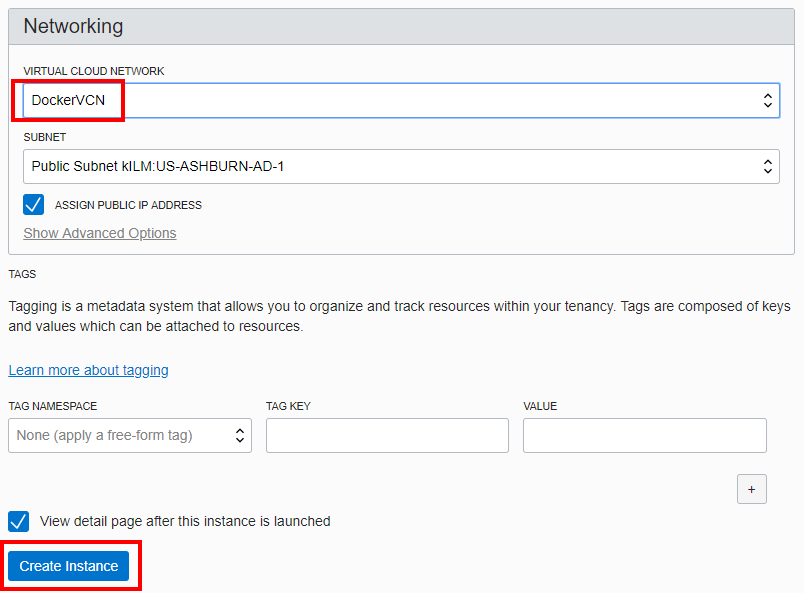 Networking
VIRTUAL CLOUD NETWORK
DockerVCN
SUBNET
Public Subnet kILM:US-ASHBURN-AD-1
ASSIGN PUBLIC IP ADDRESS
Show Advanced Options
TAGS
Tagging is a metadata system that allows you to organize and track resources within your tenancy. Tags are composed of keys
and values which can be attached to resources.
Learn more about tagging
TAG NAMESPACE TAG KEY VALUE
None (apply a free-form tag)
+
View detail page after this instance is launched
Create Instance